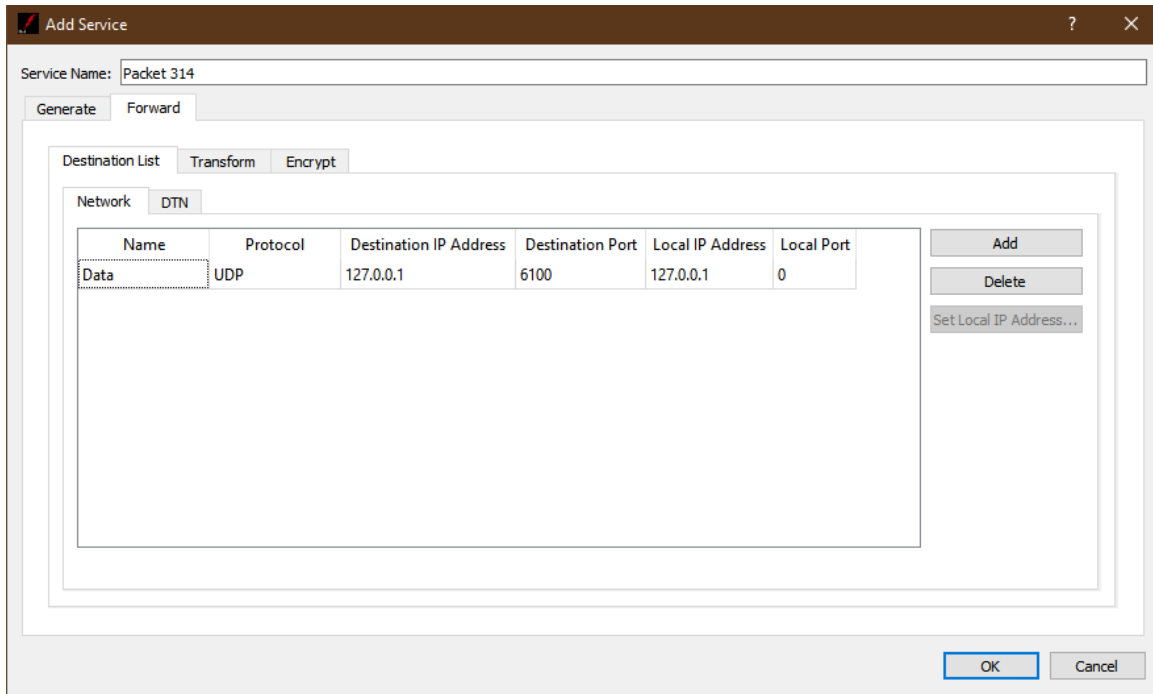 Add Service
?
Service Name: Packet 314
Generate Forward
Destination List Transform Encrypt
Network DTN
Name Protocol Destination IP Address Destination Port Local IP Address Local Port
Data UDP 127.0.0.1 6100 127.0.0.1 0
Add
Delete
Set Local IP Address...
OK Cancel